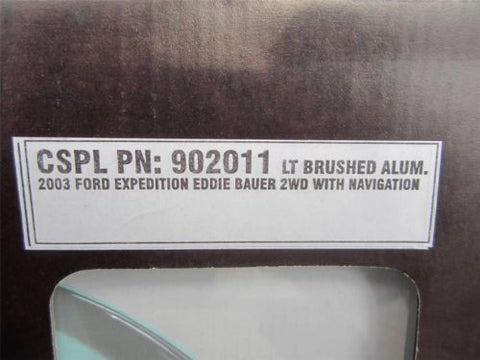 CSPL PN: 902011 LT BRUSHED ALUM.
2003 FORD EXPEDITION EDDIE BAUER 2WD WITH NAVIGATION